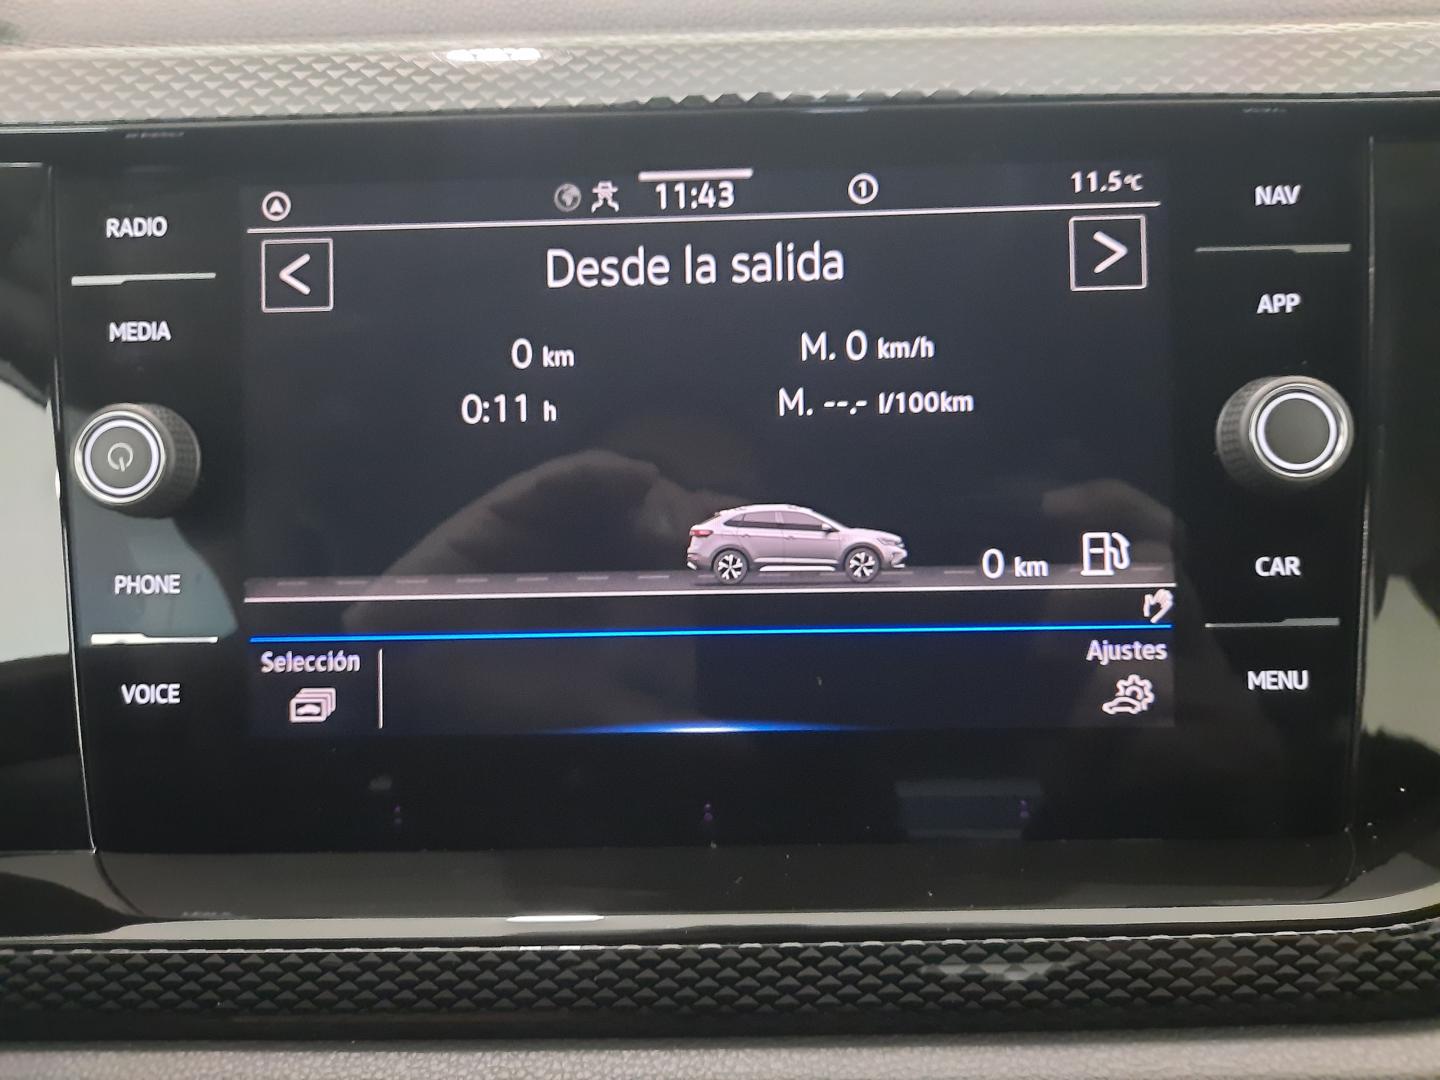 RADIO
MEDIA
PHONE
VOICE
11:43
1
11.5°C
<
Desde la salida
>
0 km
M. 0 km/h
0:11 h
M. --.- l/100km
0 km
Selección
Ajustes
NAV
APP
CAR
MENU